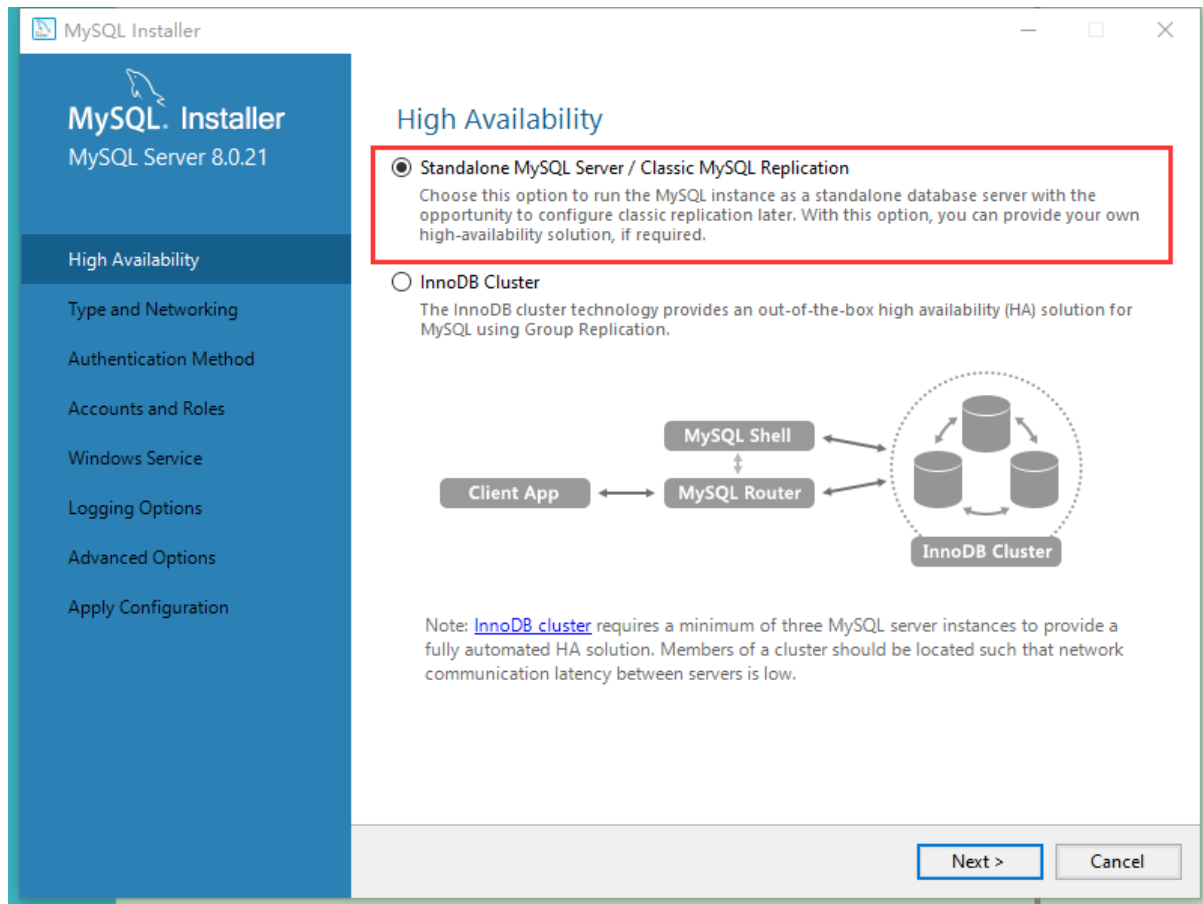 MySQL Installer
MySQL. Installer
MySQL Server 8.0.21
High Availability
Type and Networking
Authentication Method
Accounts and Roles
Windows Service
Logging Options
Advanced Options
Apply Configuration
High Availability
Standalone MySQL Server / Classic MySQL Replication
Choose this option to run the MySQL instance as a standalone database server with the
opportunity to configure classic replication later. With this option, you can provide your own
high-availability solution, if required.
InnoDB Cluster
The InnoDB cluster technology provides an out-of-the-box high availability (HA) solution for
MySQL using Group Replication.
MySQL Shell
Client App
MySQL Router
InnoDB Cluster
Note: InnoDB cluster requires a minimum of three MySQL server instances to provide a
fully automated HA solution. Members of a cluster should be located such that network
communication latency between servers is low.
Next >
Cancel